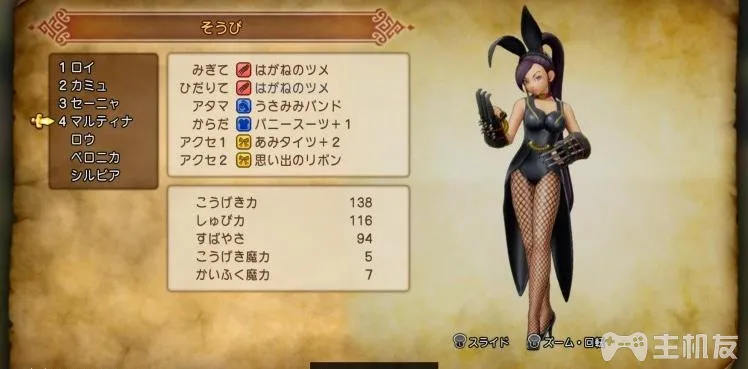 そうび
1 ロイ
2 カミュ
3 セーニャ
4 マルティナ
ロウ
ベロニカ
シルビア
みぎて はがねのツメ
ひだりて はがねのツメ
アタマ うさみみバンド
からだ バニースーツ+1
アクセ1 あみタイツ+2
アクセ2 思い出のリボン
こうげき力 138
しゅび力 116
すばやさ 94
こうげき魔力 5
かいふく魔力 7
スライド ズーム・回転
主机友